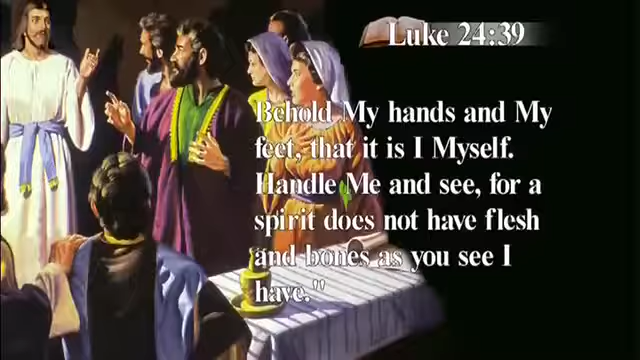 Luke 24:39
Behold My hands and My
feet, that it is I Myself.
Handle Me and see, for a
spirit does not have flesh
and bones as you see I
have."